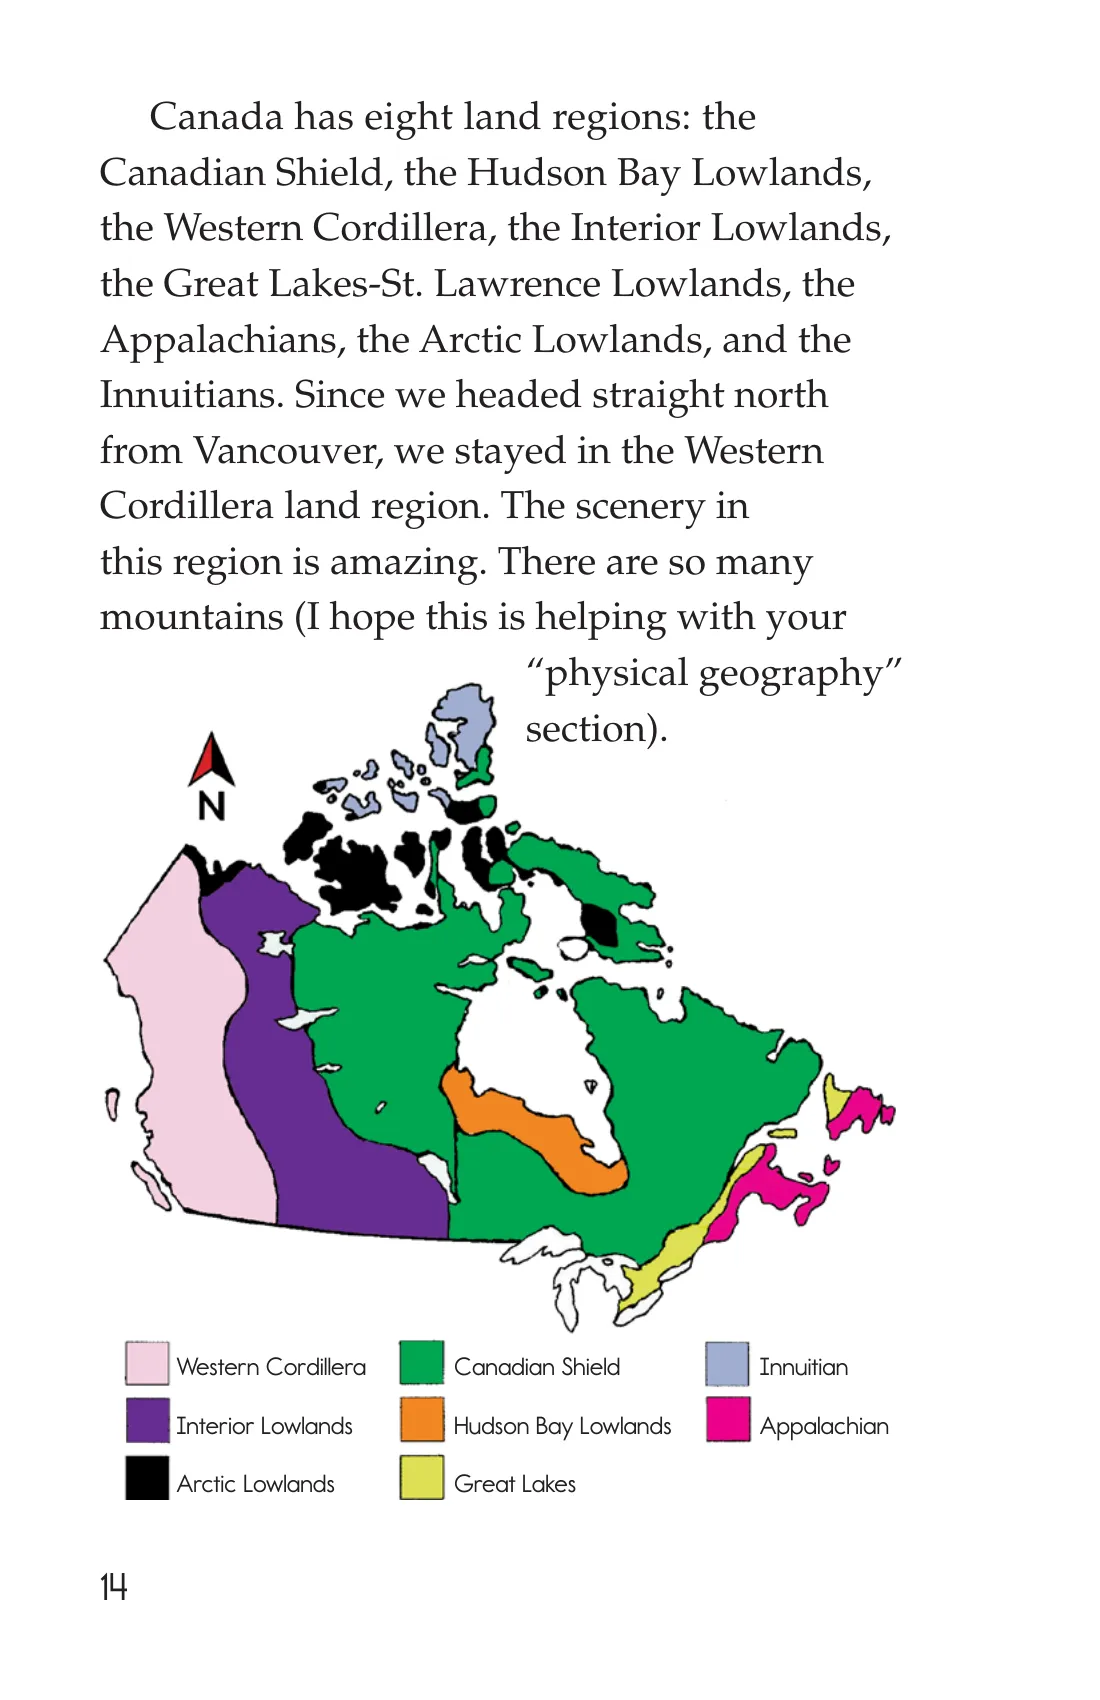 Canada has eight land regions: the
Canadian Shield, the Hudson Bay Lowlands,
the Western Cordillera, the Interior Lowlands,
the Great Lakes-St. Lawrence Lowlands, the
Appalachians, the Arctic Lowlands, and the
Innuitians. Since we headed straight north
from Vancouver, we stayed in the Western
Cordillera land region. The scenery in
this region is amazing. There are so many
mountains (I hope this is helping with your
“physical geography”
section).
N
Western Cordillera
Canadian Shield
Innuitian
Interior Lowlands
Hudson Bay Lowlands
Appalachian
Arctic Lowlands
Great Lakes
14